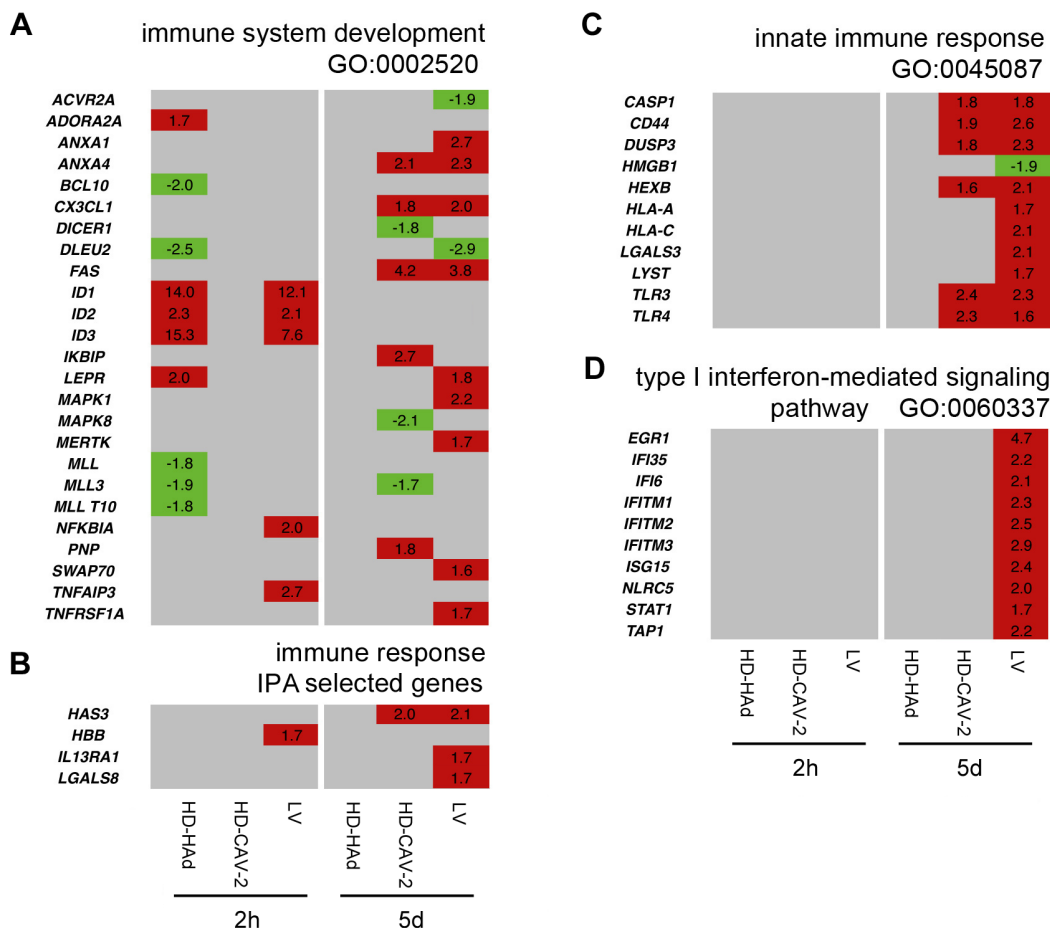 A
immune system development
GO:0002520
ACVR2A -1.9
ADORA2A 1.7
ANXA1 2.7
ANXA4 2.1 2.3
BCL10 -2.0
CX3CL1 1.8 2.0
DICER1 -1.8
DLEU2 -2.5 -2.9
FAS 4.2 3.8
ID1 14.0 12.1
ID2 2.3 2.1
ID3 15.3 7.6
IKBIP 2.7
LEPR 2.0 1.8
MAPK1 2.2
MAPK8 -2.1
MERTK 1.7
MLL -1.8
MLL3 -1.9 -1.7
MLL T10 -1.8
NFKBIA 2.0
PNP 1.8
SWAP70 1.6
TNFAIP3 2.7
TNFRSF1A 1.7
B
immune response
IPA selected genes
HAS3 2.0 2.1
HBB 1.7
IL13RA1 1.7
LGALS8 1.7
HD-HAd HD-CAV-2 LV HD-HAd HD-CAV-2 LV
2h 5d
C
innate immune response
GO:0045087
CASP1 1.8 1.8
CD44 1.9 2.6
DUSP3 1.8 2.3
HMGB1 -1.9
HEXB 1.6 2.1
HLA-A 1.7
HLA-C 2.1
LGALS3 2.1
LYST 1.7
TLR3 2.4 2.3
TLR4 2.3 1.6
D
type I interferon-mediated signaling
pathway GO:0060337
EGR1 4.7
IFI35 2.2
IFI6 2.1
IFITM1 2.3
IFITM2 2.5
IFITM3 2.9
ISG15 2.4
NLRC5 2.0
STAT1 1.7
TAP1 2.2
HD-HAd HD-CAV-2 LV HD-HAd HD-CAV-2 LV
2h 5d